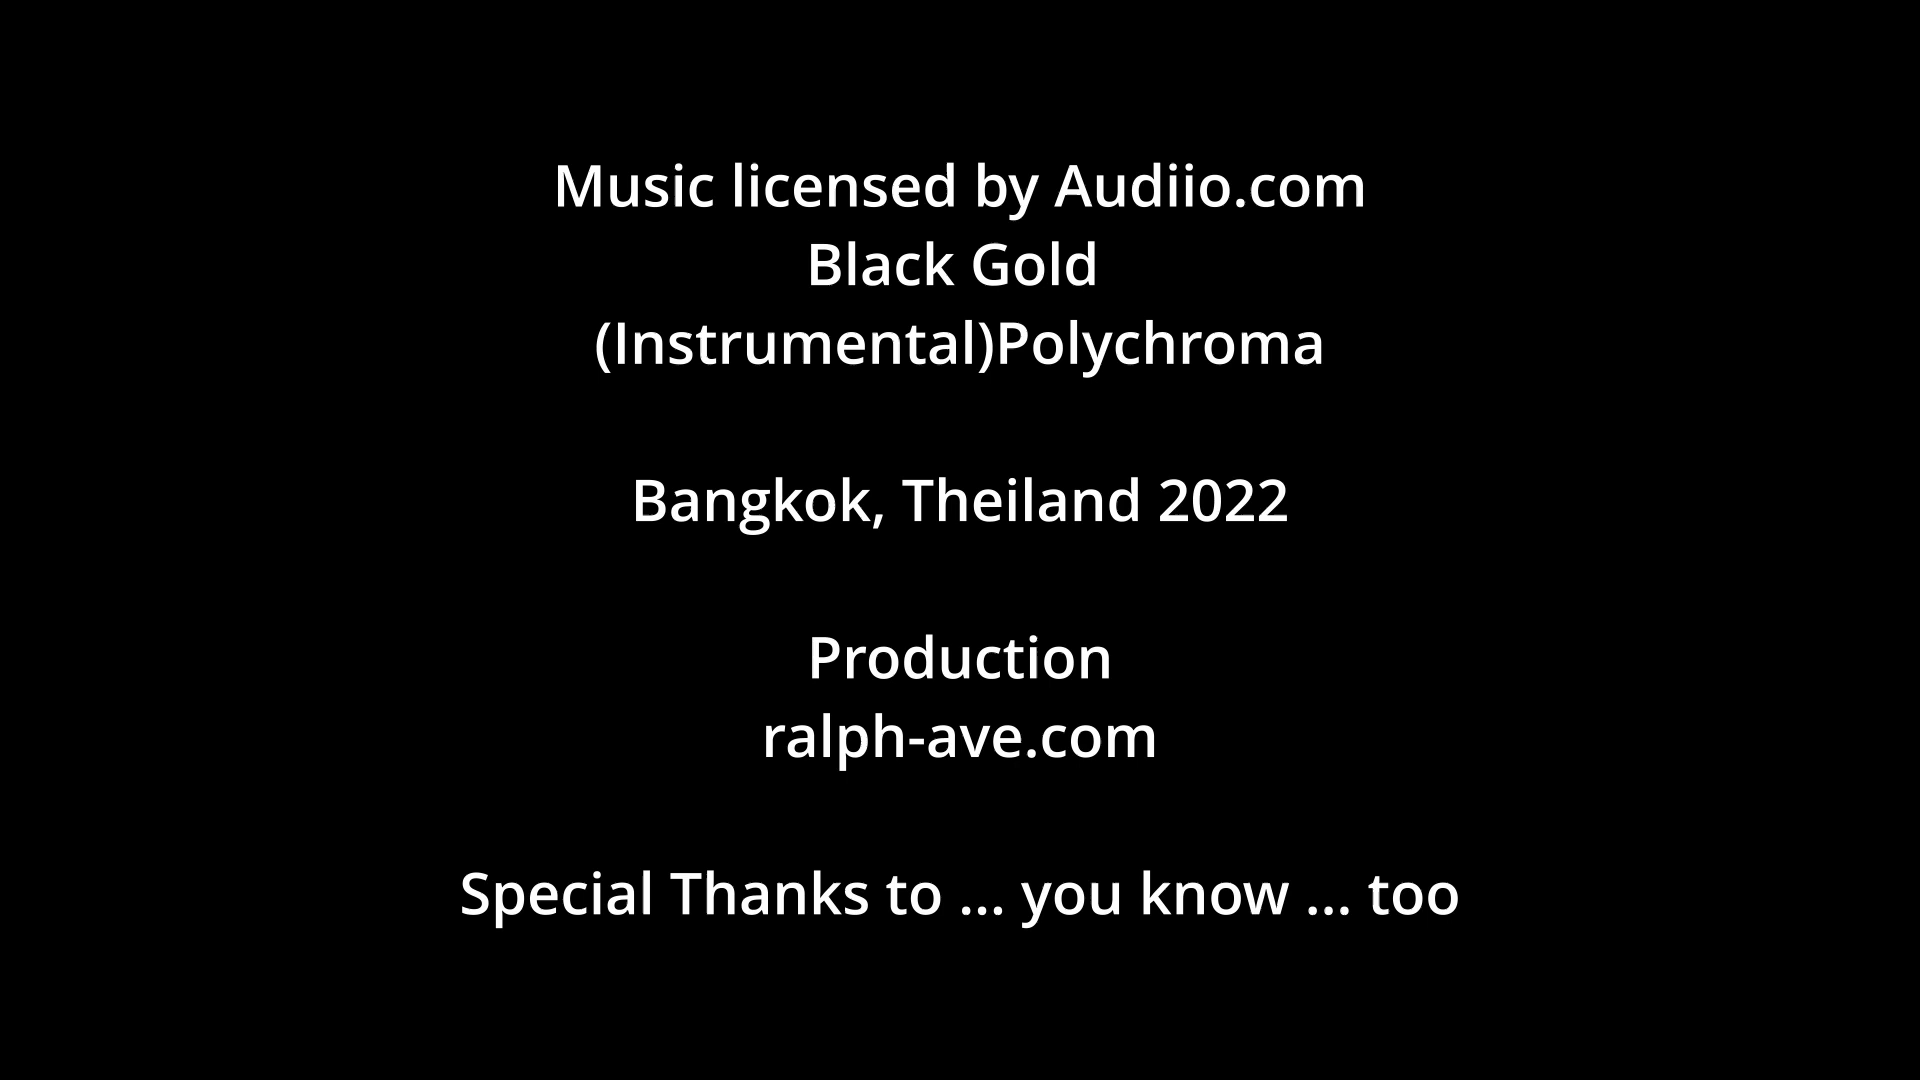 Music licensed by Audiio.com
Black Gold
(Instrumental)Polychroma
Bangkok, Theiland 2022
Production
ralph-ave.com
Special Thanks to ... you know ... too